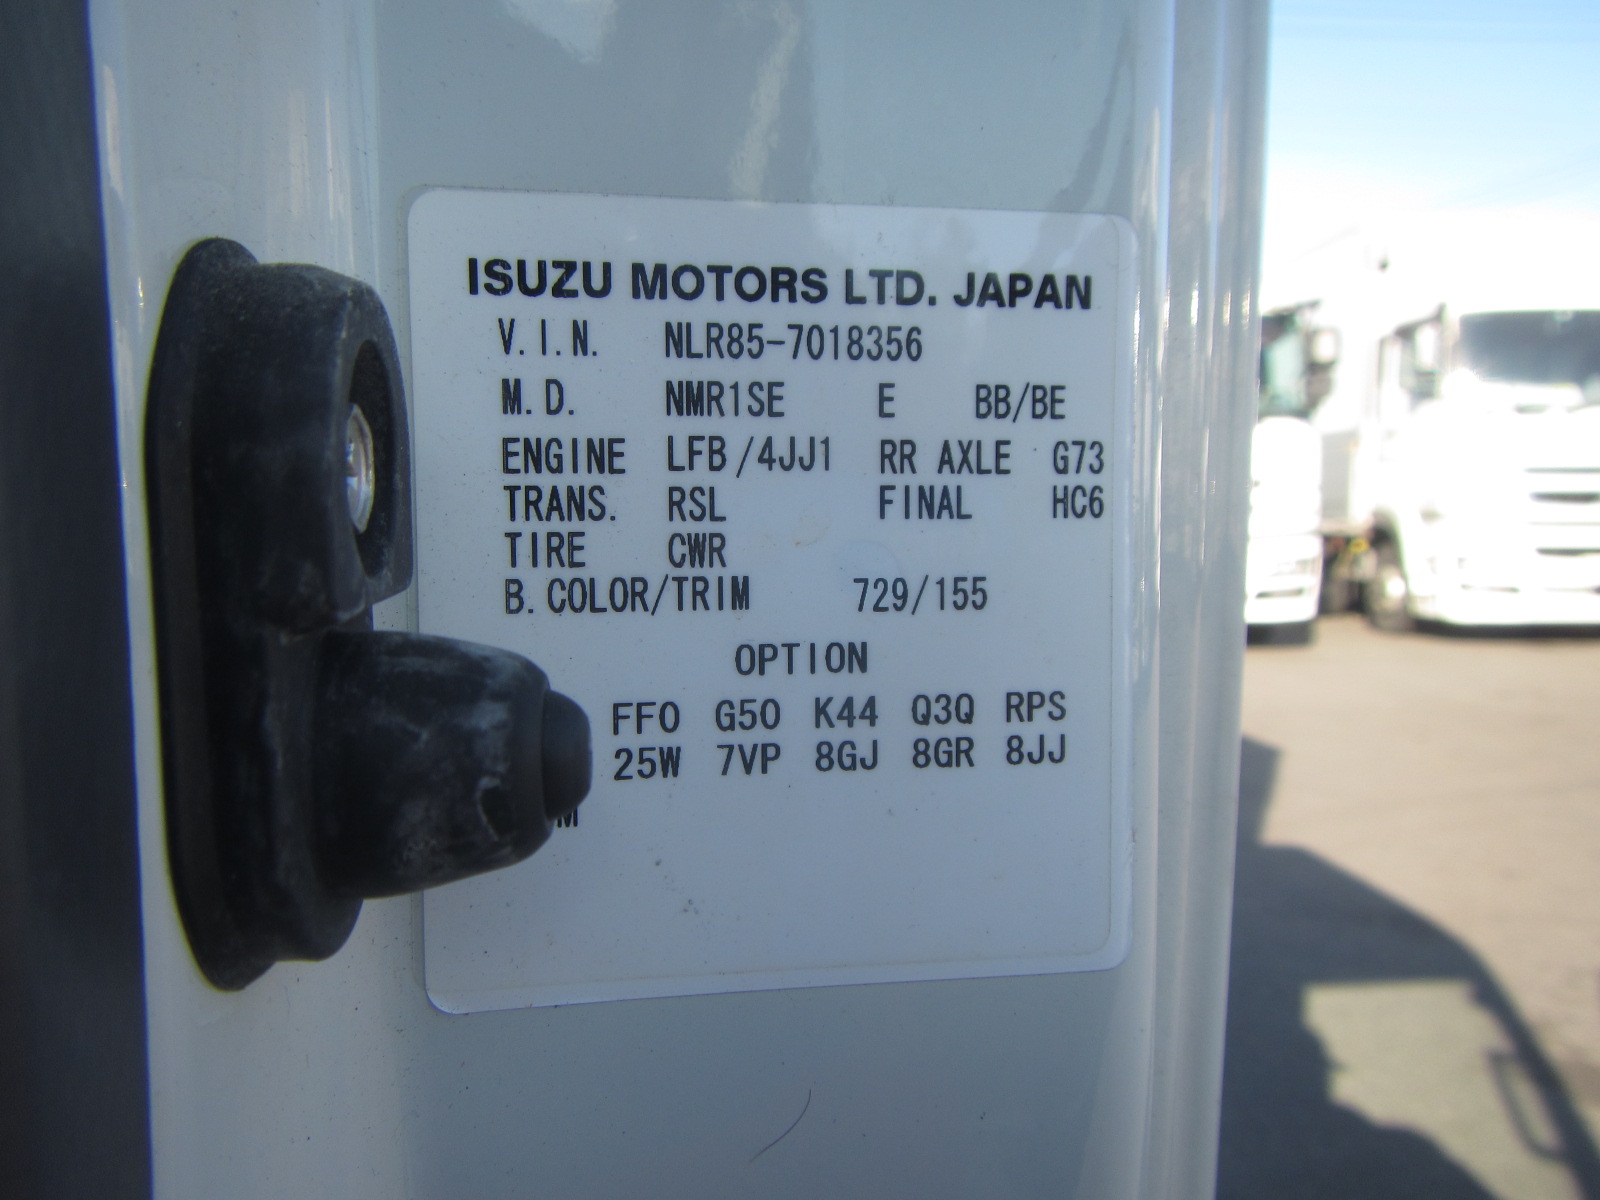 ISUZU MOTORS LTD. JAPAN
V.I.N. NLR85-7018356
M.D. NMR1SE E BB/BE
ENGINE LFB/4JJ1 RR AXLE G73
TRANS. RSL FINAL HC6
TIRE CWR
B.COLOR/TRIM 729/155
OPTION
FF0 G50 K44 Q3Q RPS
25W 7VP 8GJ 8GR 8JJ